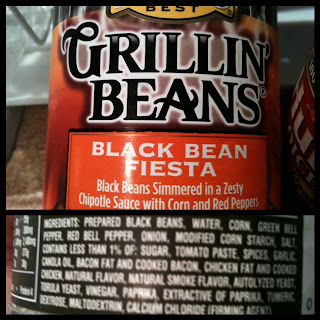 BEST
GRILLIN'
BEANS®
BLACK BEAN
FIESTA
Black Beans Simmered in a Zesty
Chipotle Sauce with Corn and Red Peppers
INGREDIENTS: PREPARED BLACK BEANS, WATER, CORN, GREEN BELL
PEPPER, RED BELL PEPPER, ONION, MODIFIED CORN STARCH, SALT,
CONTAINS LESS THAN 1% OF: SUGAR, TOMATO PASTE, SPICES, GARLIC,
CANOLA OIL, BACON FAT AND COOKED BACON, CHICKEN FAT AND COOKED
CHICKEN, NATURAL FLAVOR, NATURAL SMOKE FLAVOR, AUTOLYZED YEAST,
TORULA YEAST, VINEGAR, PAPRIKA, EXTRACTIVE OF PAPRIKA, TUMERIC,
DEXTROSE, MALTODEXTRIN, CALCIUM CHLORIDE (FIRMING AGENT)